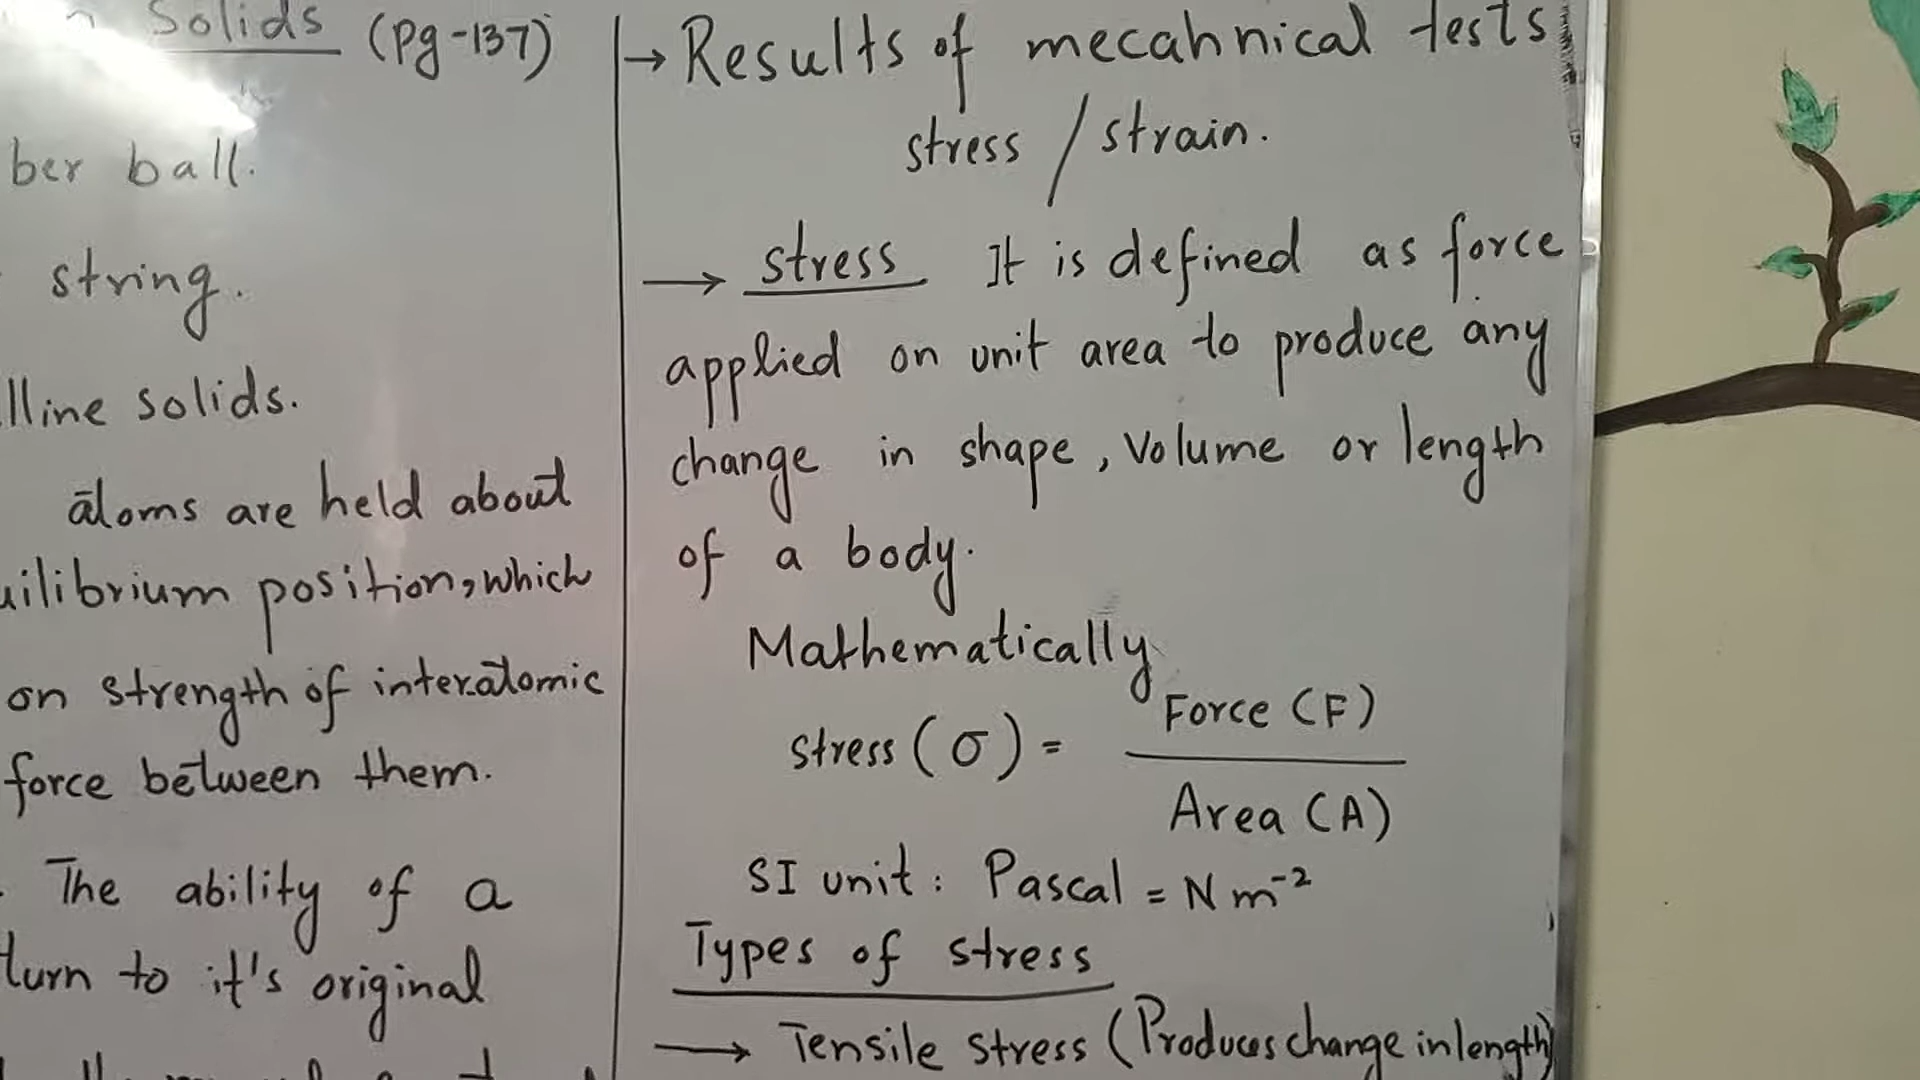 Solids (Pg-137)
ber ball.
string.
lline solids.
atoms are held about
uilibrium position, which
on strength of interatomic
force between them.
The ability of a
turn to it's original
→ Results of mecahnical tests
stress / strain.
→ stress It is defined as force
applied on unit area to produce any
change in shape, Volume or length
of a body.
Mathematically
stress (σ) = Force (F)
Area (A)
SI unit : Pascal = N m⁻²
Types of stress
→ Tensile stress (Produces change in length)